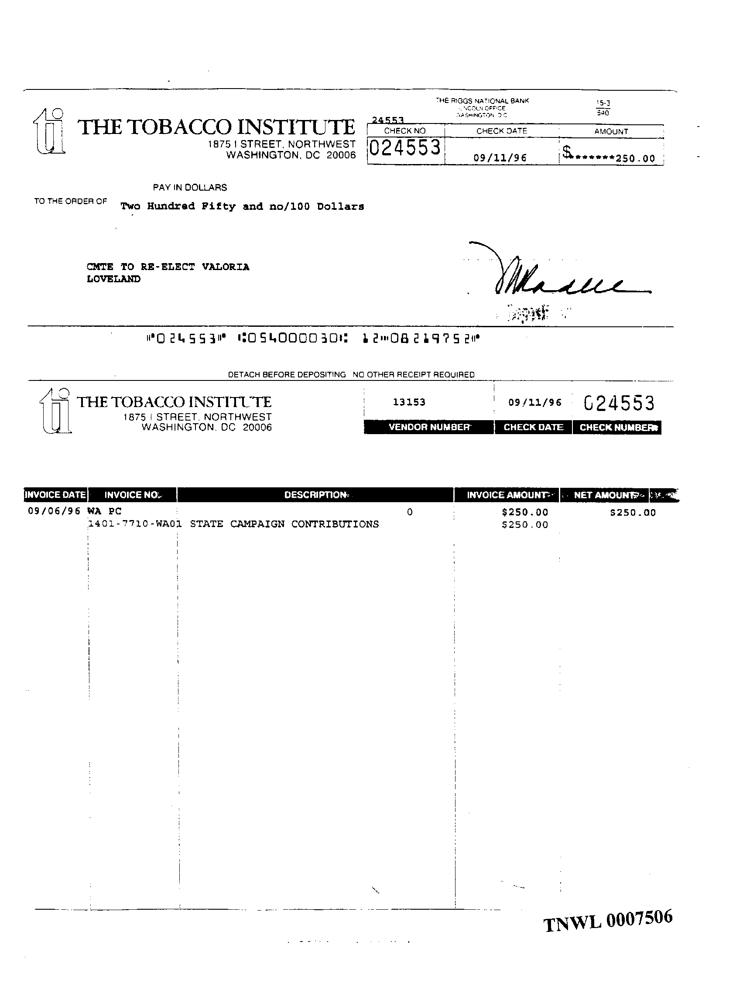 THE RIGGS NATIONAL BANK
LINCOLN OFFICE
WASHINGTON, D.C.
15-3
540
ti THE TOBACCO INSTITUTE
1875 I STREET, NORTHWEST
WASHINGTON, DC 20006
24553
CHECK NO. CHECK DATE AMOUNT
024553 09/11/96 $*******250.00
PAY IN DOLLARS
TO THE ORDER OF Two Hundred Fifty and no/100 Dollars
CMTE TO RE-ELECT VALORIA
LOVELAND
⑈024553⑈ ⑆054000030⑆ 12⑉08219752⑈
DETACH BEFORE DEPOSITING NO OTHER RECEIPT REQUIRED
ti THE TOBACCO INSTITUTE
1875 I STREET, NORTHWEST
WASHINGTON, DC 20006
13153 09/11/96 024553
VENDOR NUMBER CHECK DATE CHECK NUMBER
INVOICE DATE INVOICE NO. DESCRIPTION INVOICE AMOUNT NET AMOUNT
09/06/96 WA PC 0 $250.00 $250.00
1401-7710-WA01 STATE CAMPAIGN CONTRIBUTIONS $250.00
TNWL 0007506